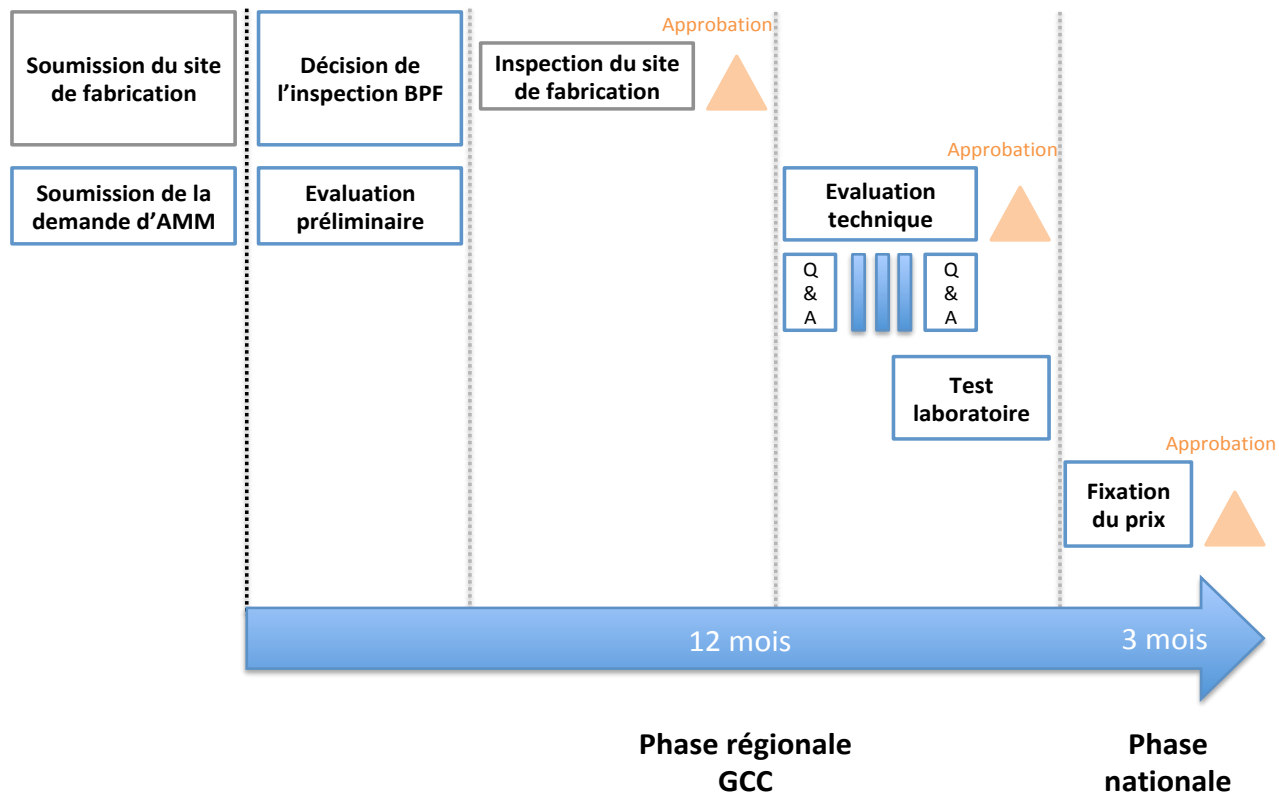 Approbation
Soumission du site
de fabrication
Décision de
l’inspection BPF
Inspection du site
de fabrication
Approbation
Soumission de la
demande d’AMM
Evaluation
préliminaire
Evaluation
technique
Q
&
A
Q
&
A
Test
laboratoire
Approbation
Fixation
du prix
12 mois
3 mois
Phase régionale
GCC
Phase
nationale